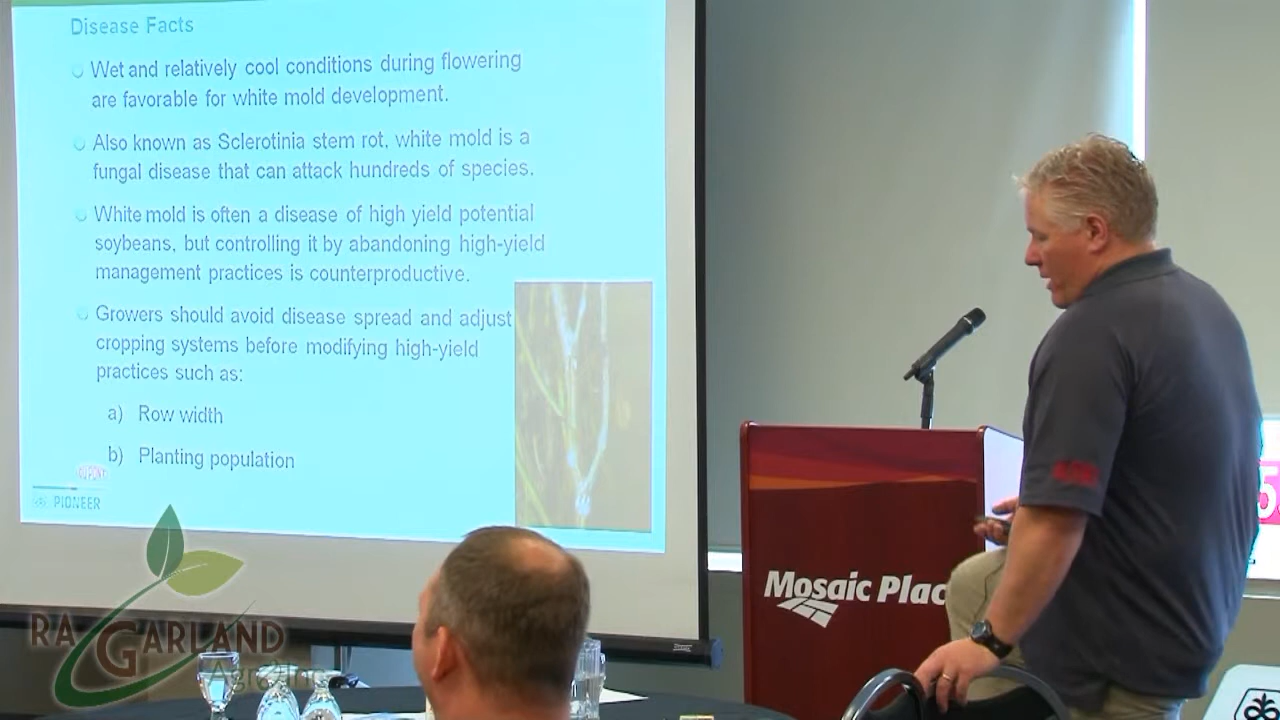 Disease Facts
Wet and relatively cool conditions during flowering
are favorable for white mold development.
Also known as Sclerotinia stem rot, white mold is a
fungal disease that can attack hundreds of species.
White mold is often a disease of high yield potential
soybeans, but controlling it by abandoning high-yield
management practices is counterproductive.
Growers should avoid disease spread and adjust
cropping systems before modifying high-yield
practices such as:
a) Row width
b) Planting population
PIONEER
RA GARLAND
Agro Inc
Mosaic Plac
5